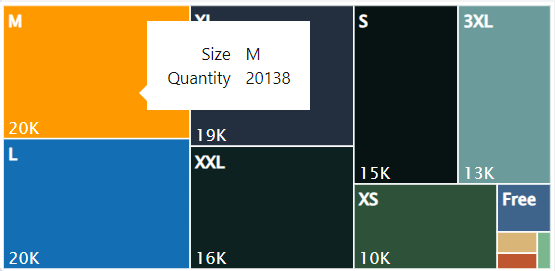 M
20K
Size M
Quantity 20138
XL
19K
S
15K
3XL
13K
L
20K
XXL
16K
XS
10K
Free